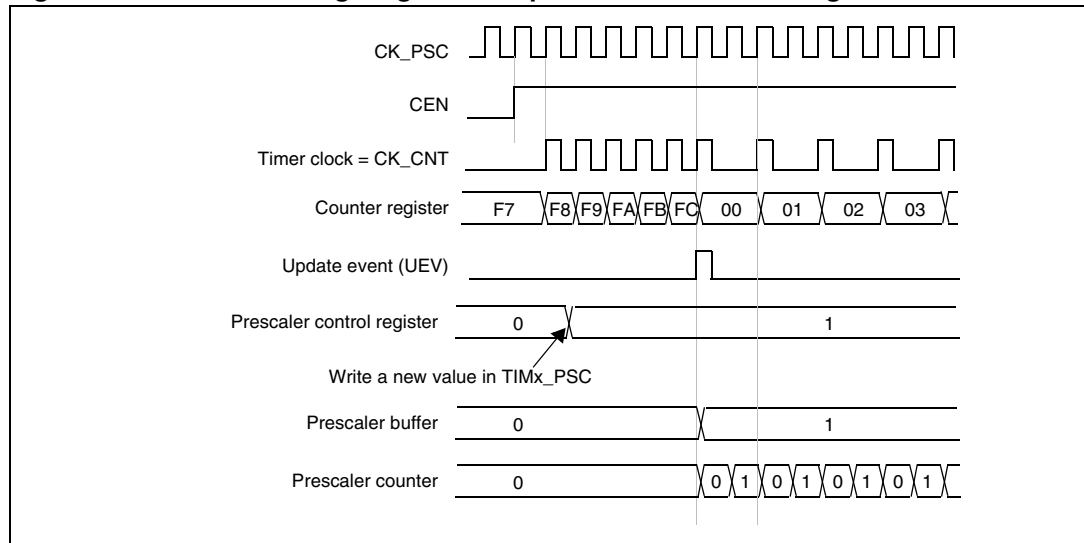 CK_PSC
CEN
Timer clock = CK_CNT
Counter register F7 F8 F9 FA FB FC 00 01 02 03
Update event (UEV)
Prescaler control register 0 1
Write a new value in TIMx_PSC
Prescaler buffer 0 1
Prescaler counter 0 0 1 0 1 0 1 0 1